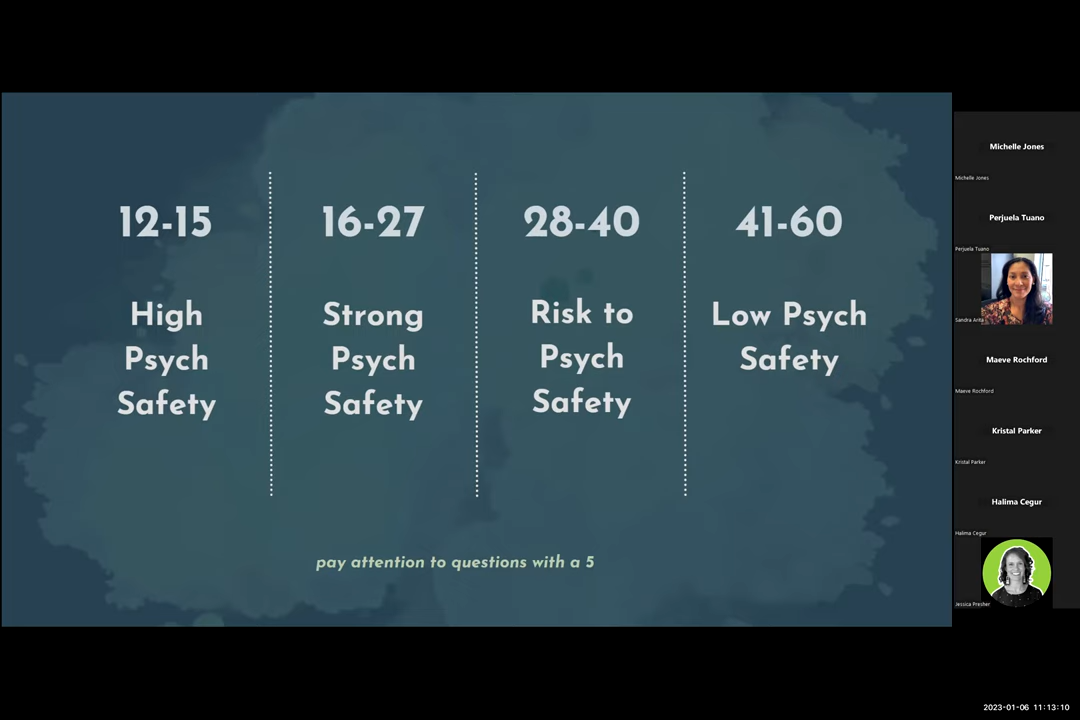 12-15
High
Psych
Safety
16-27
Strong
Psych
Safety
28-40
Risk to
Psych
Safety
41-60
Low Psych
Safety
pay attention to questions with a 5
Michelle Jones
Michelle Jones
Perjuela Tuano
Perjuela Tuano
Sandra Arita
Maeve Rochford
Maeve Rochford
Kristal Parker
Kristal Parker
Halima Cegur
Halima Cegur
Jessica Presher
2023-01-06 11:13:10